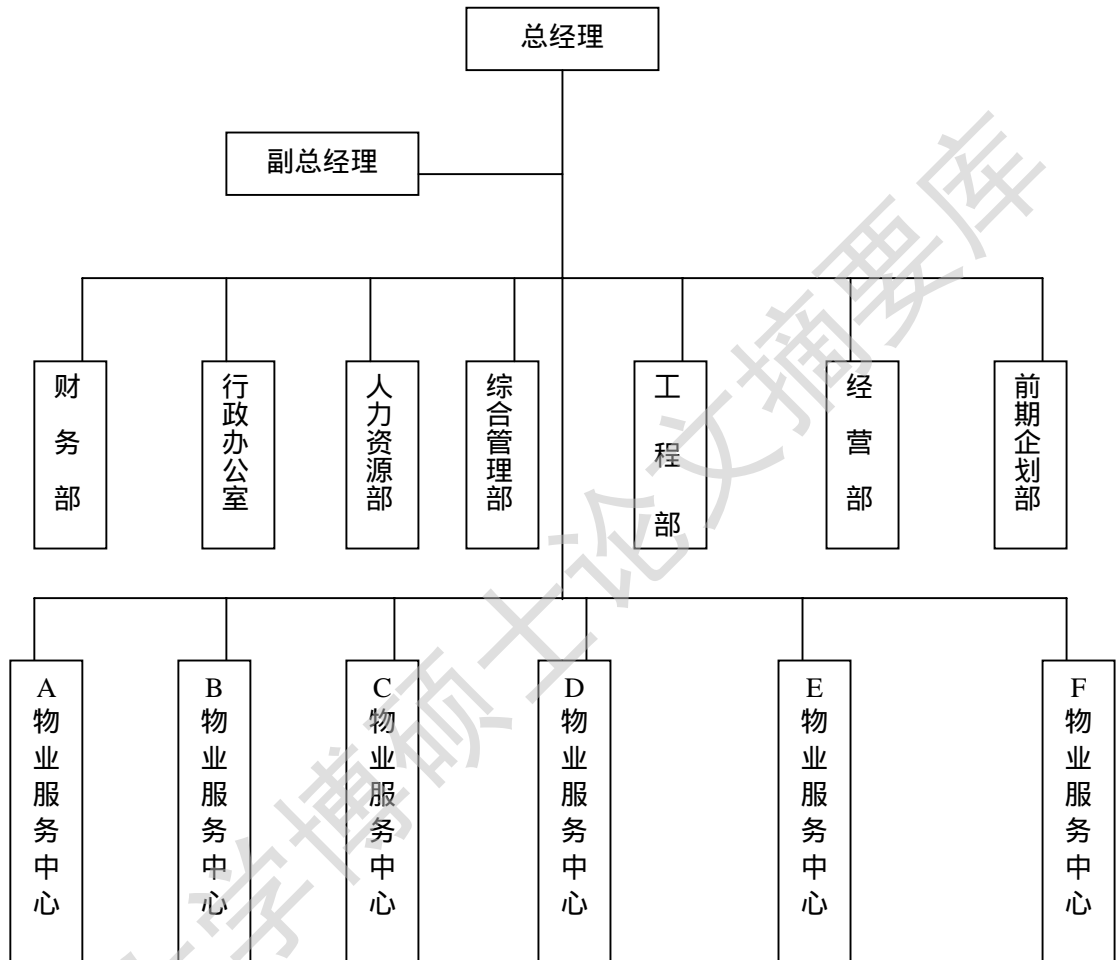 总经理
副总经理
财务部
行政办公室
人力资源部
综合管理部
工程部
经营部
前期企划部
A物业服务中心
B物业服务中心
C物业服务中心
D物业服务中心
E物业服务中心
F物业服务中心
学博硕士论文摘要库